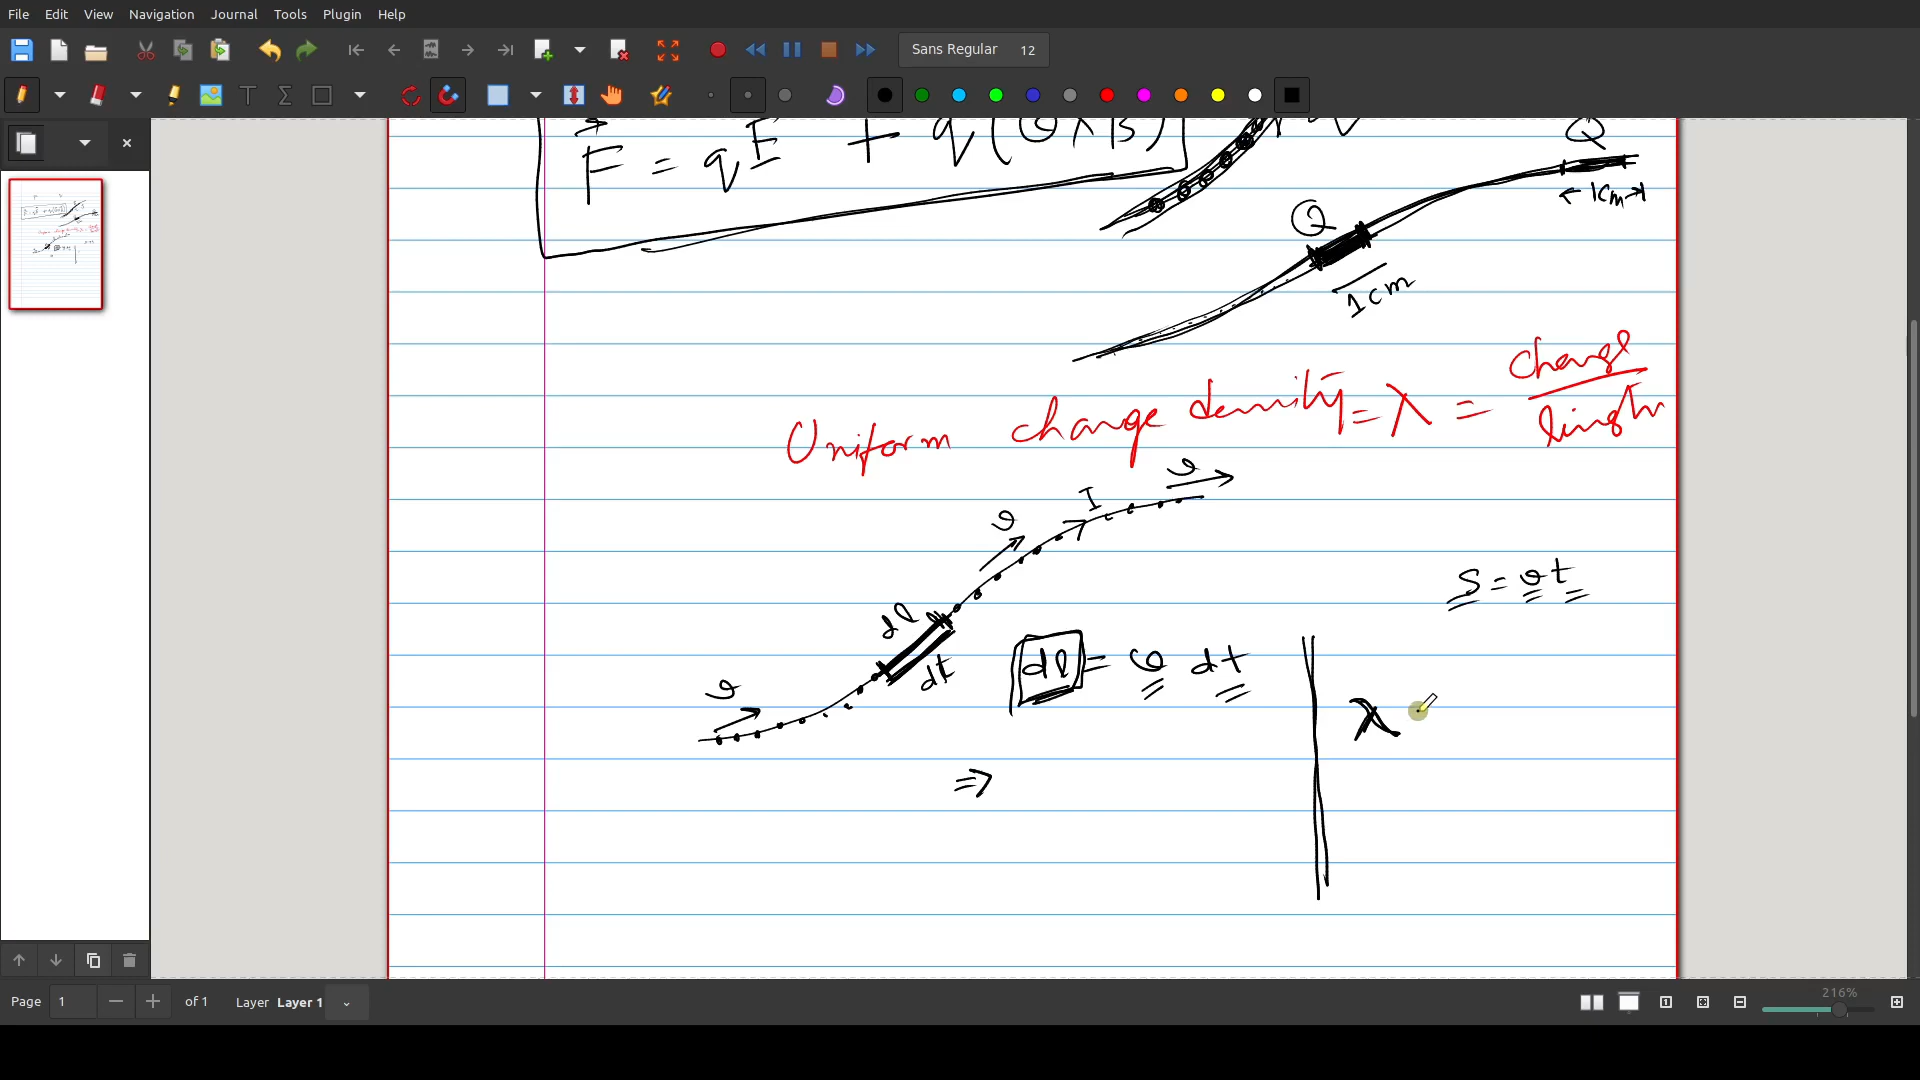 File Edit View Navigation Journal Tools Plugin Help
Sans Regular 12
F = qE + q(v×B)
Q
1cm
Q
1cm
Uniform charge density = λ = charge / length
v
I
v
S = vt
dl
dt
dl = v dt
v
λ
⇒
Page 1 of 1 Layer Layer 1
216%